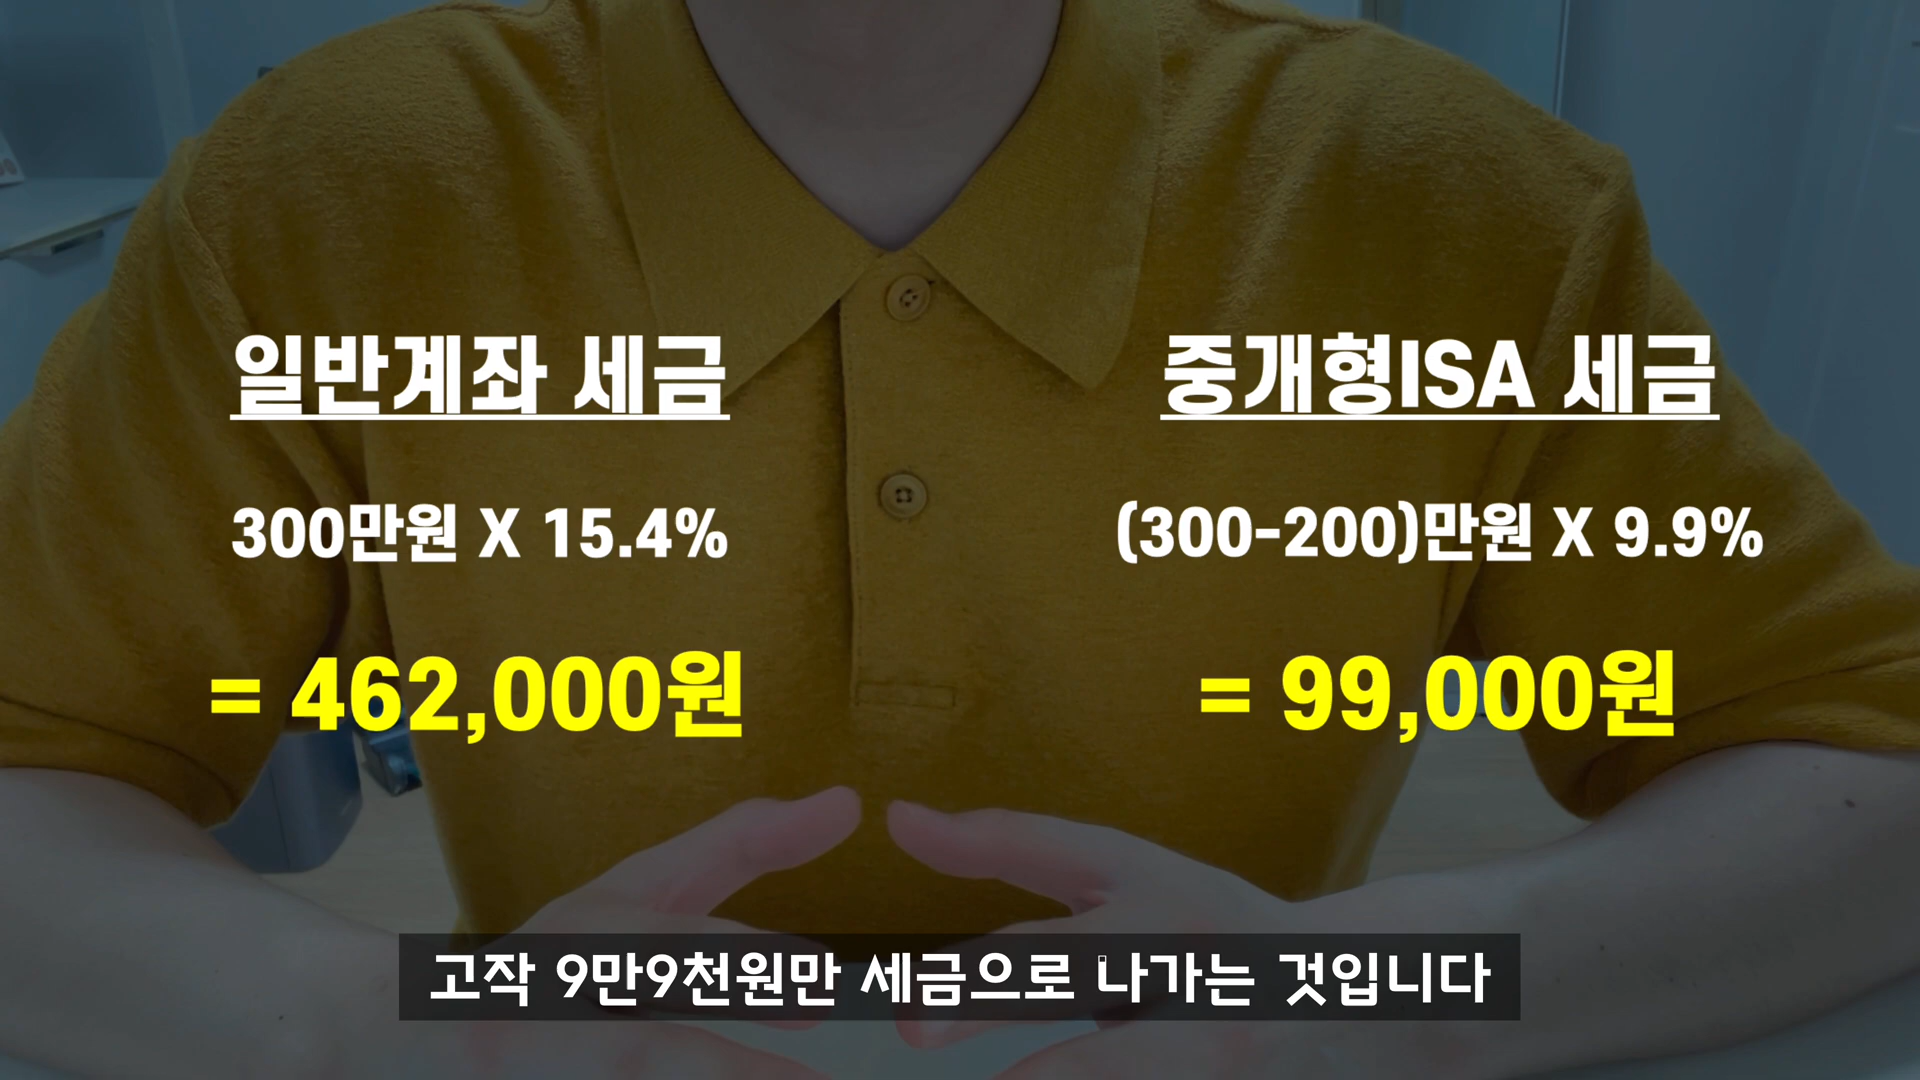 일반계좌 세금
300만원 X 15.4%
= 462,000원
중개형ISA 세금
(300-200)만원 X 9.9%
= 99,000원
고작 9만9천원만 세금으로 나가는 것입니다